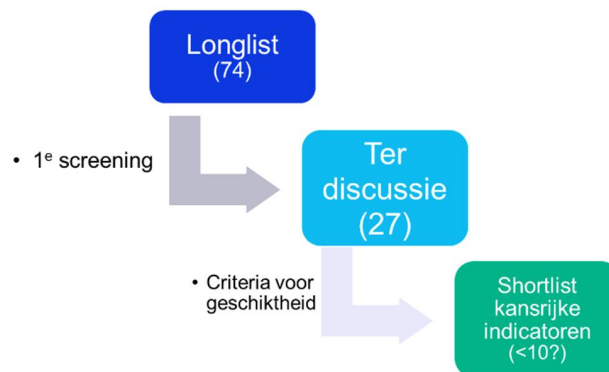 Longlist
(74)
• 1e screening
Ter
discussie
(27)
• Criteria voor
geschiktheid
Shortlist
kansrijke
indicatoren
(<10?)